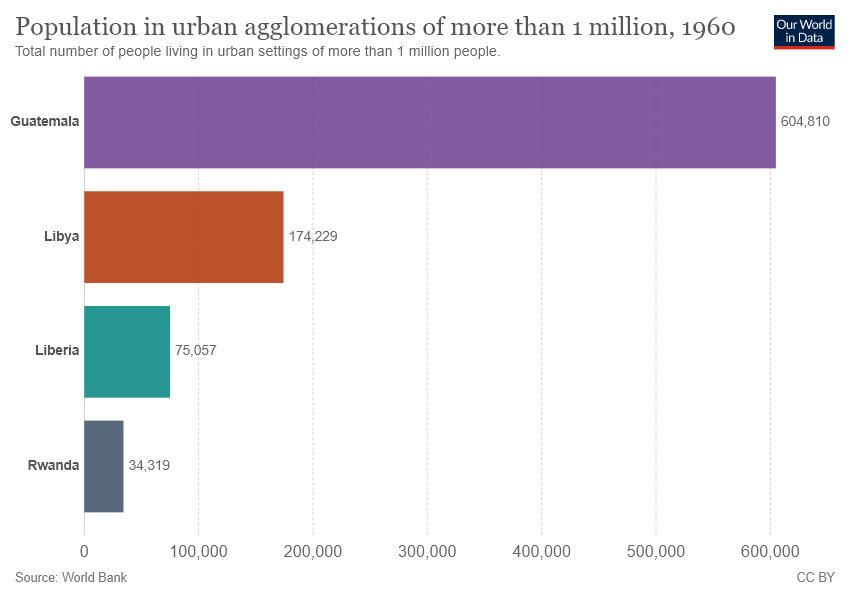 Population in urban agglomerations of more than 1 million, 1960
Total number of people living in urban settings of more than 1 million people.
Our World
in Data
Guatemala
604,810
Libya
174,229
Liberia
75,057
Rwanda
34,319
0
100,000
200,000
300,000
400,000
500,000
600,000
Source: World Bank
CC BY